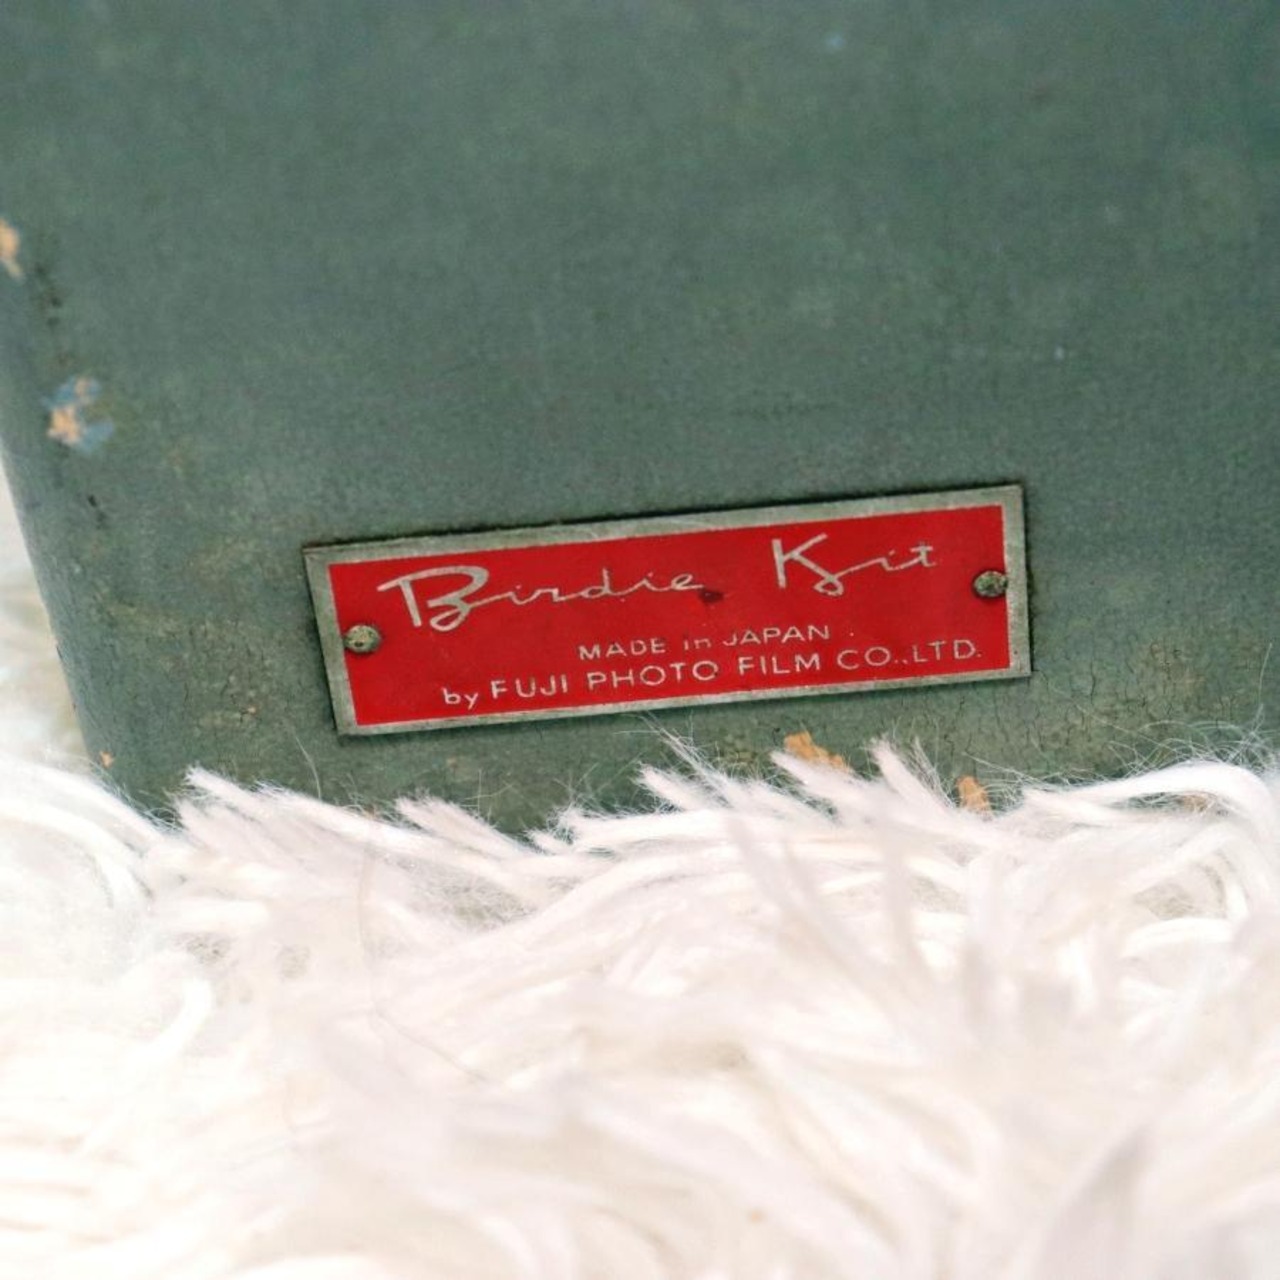 Birdie Kit
MADE in JAPAN
by FUJI PHOTO FILM CO.,LTD.